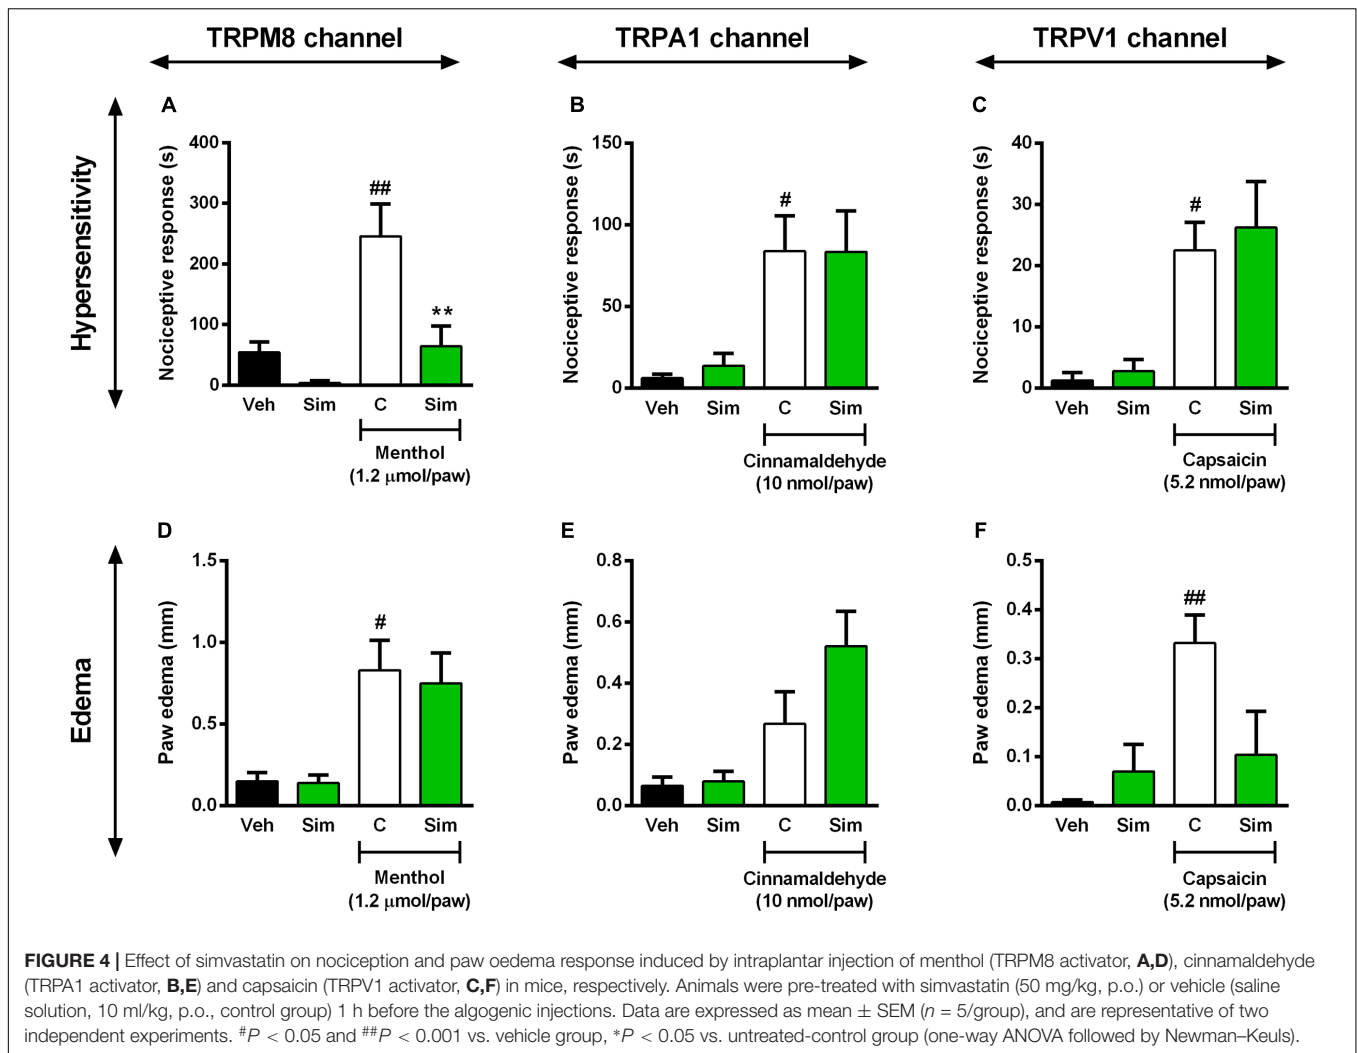 TRPM8 channel
TRPA1 channel
TRPV1 channel
Hypersensitivity
A
Nociceptive response (s)
400
300
200
100
0
##
**
Veh Sim C Sim
Menthol
(1.2 μmol/paw)
B
Nociceptive response (s)
150
100
50
0
#
Veh Sim C Sim
Cinnamaldehyde
(10 nmol/paw)
C
Nociceptive response (s)
40
30
20
10
0
#
Veh Sim C Sim
Capsaicin
(5.2 nmol/paw)
Edema
D
Paw edema (mm)
1.5
1.0
0.5
0.0
#
Veh Sim C Sim
Menthol
(1.2 μmol/paw)
E
Paw edema (mm)
0.8
0.6
0.4
0.2
0.0
Veh Sim C Sim
Cinnamaldehyde
(10 nmol/paw)
F
Paw edema (mm)
0.5
0.4
0.3
0.2
0.1
0.0
##
Veh Sim C Sim
Capsaicin
(5.2 nmol/paw)
FIGURE 4 | Effect of simvastatin on nociception and paw oedema response induced by intraplantar injection of menthol (TRPM8 activator, A,D), cinnamaldehyde
(TRPA1 activator, B,E) and capsaicin (TRPV1 activator, C,F) in mice, respectively. Animals were pre-treated with simvastatin (50 mg/kg, p.o.) or vehicle (saline
solution, 10 ml/kg, p.o., control group) 1 h before the algogenic injections. Data are expressed as mean ± SEM (n = 5/group), and are representative of two
independent experiments. #P < 0.05 and ##P < 0.001 vs. vehicle group, *P < 0.05 vs. untreated-control group (one-way ANOVA followed by Newman–Keuls).